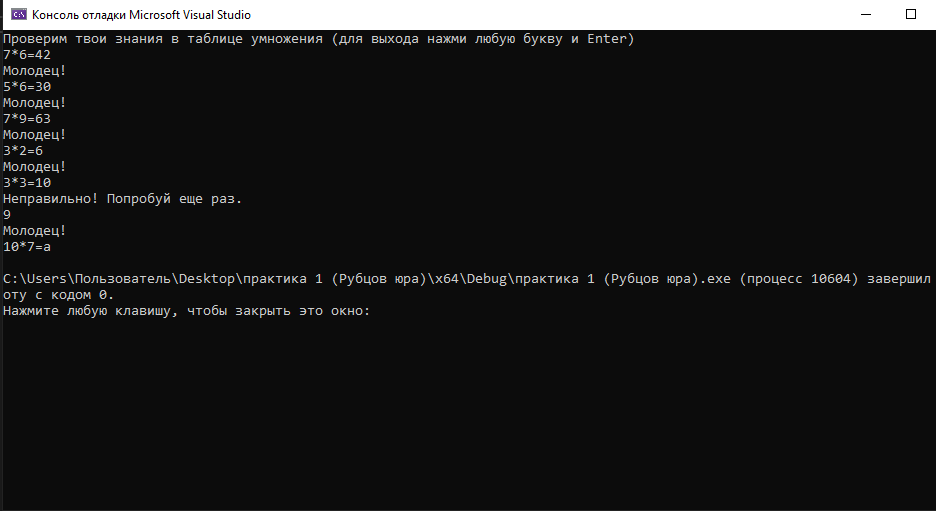 Консоль отладки Microsoft Visual Studio
Проверим твои знания в таблице умножения (для выхода нажми любую букву и Enter)
7*6=42
Молодец!
5*6=30
Молодец!
7*9=63
Молодец!
3*2=6
Молодец!
3*3=10
Неправильно! Попробуй еще раз.
9
Молодец!
10*7=а
C:\Users\Пользователь\Desktop\практика 1 (Рубцов юра)\x64\Debug\практика 1 (Рубцов юра).exe (процесс 10604) завершил
оту с кодом 0.
Нажмите любую клавишу, чтобы закрыть это окно: